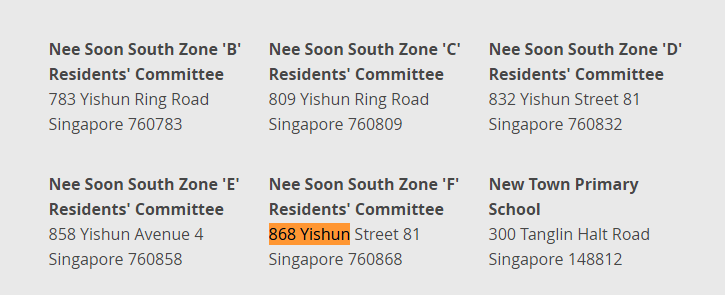 Nee Soon South Zone 'B'
Residents' Committee
783 Yishun Ring Road
Singapore 760783
Nee Soon South Zone 'C'
Residents' Committee
809 Yishun Ring Road
Singapore 760809
Nee Soon South Zone 'D'
Residents' Committee
832 Yishun Street 81
Singapore 760832
Nee Soon South Zone 'E'
Residents' Committee
858 Yishun Avenue 4
Singapore 760858
Nee Soon South Zone 'F'
Residents' Committee
868 Yishun Street 81
Singapore 760868
New Town Primary
School
300 Tanglin Halt Road
Singapore 148812